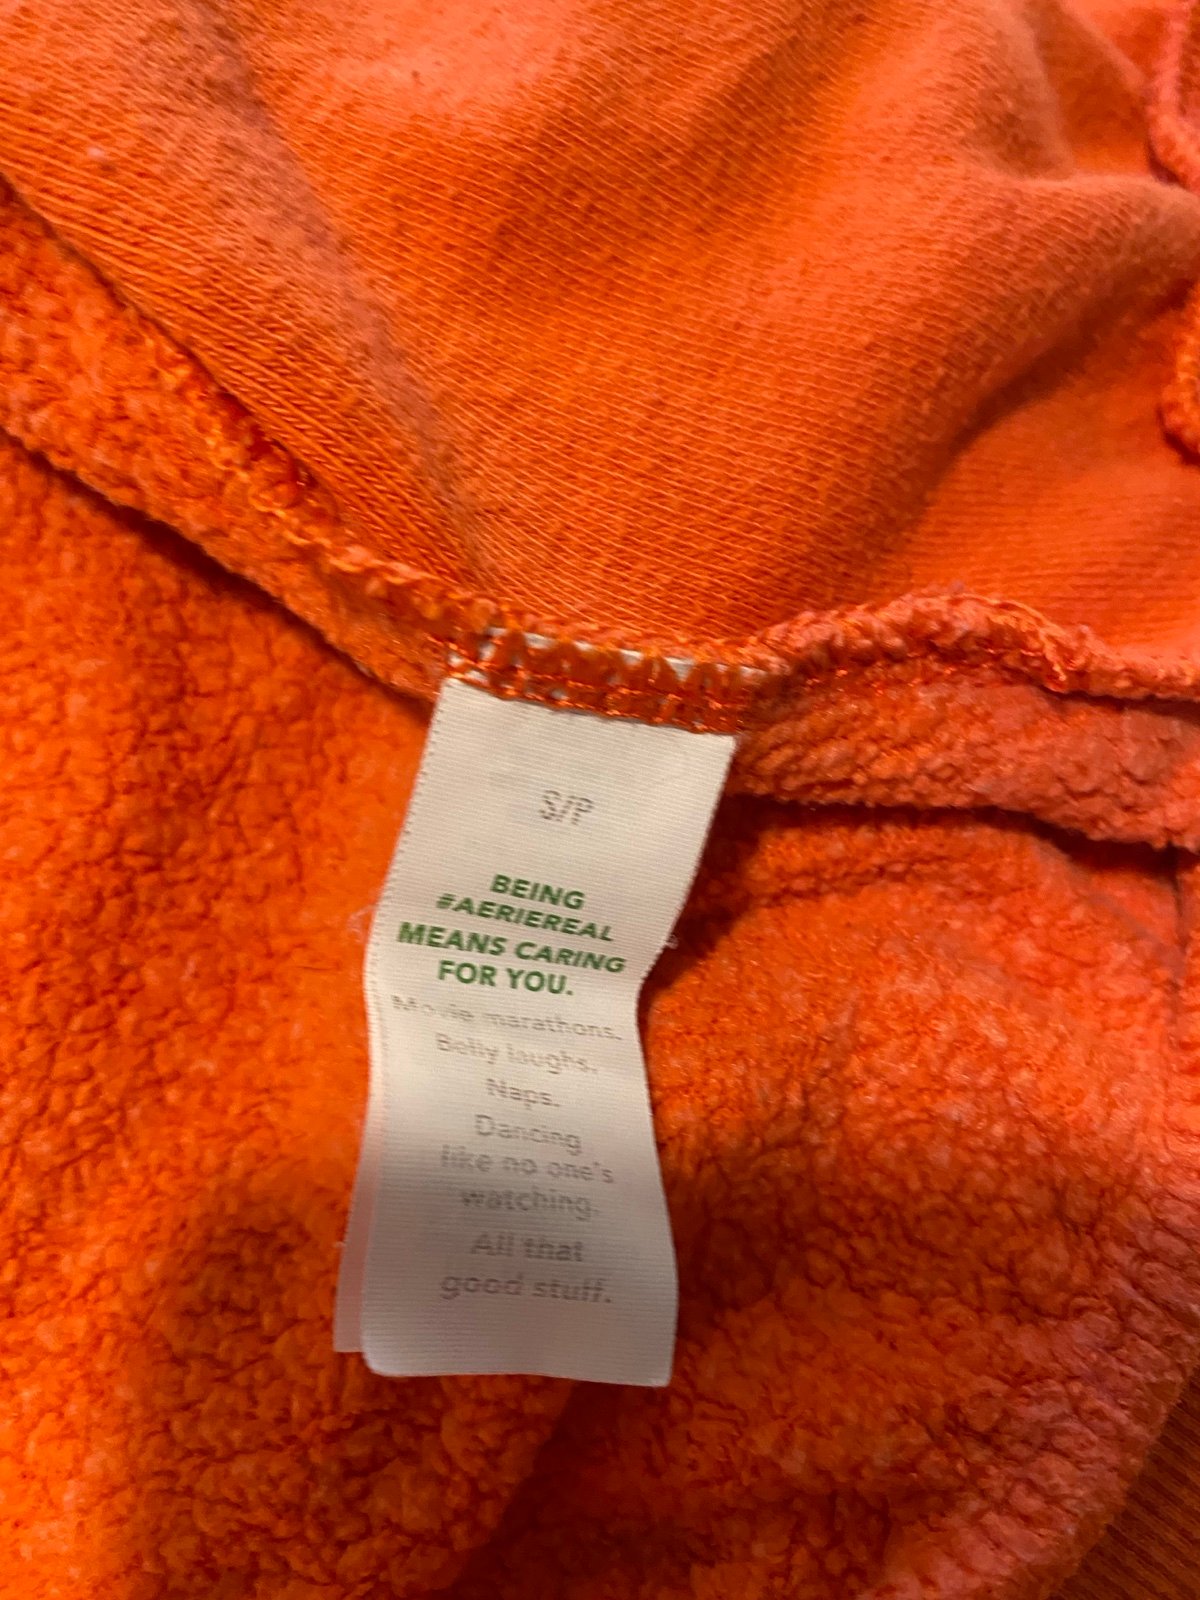 S/P
BEING
#AERIEREAL
MEANS CARING
FOR YOU.
Movie marathons.
Belly laughs.
Naps.
Dancing
like no one's
watching.
All that
good stuff.